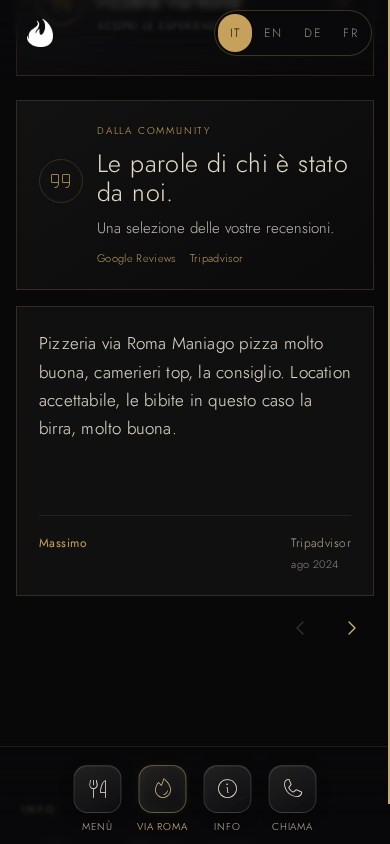 IT EN DE FR
DALLA COMMUNITY
Le parole di chi è stato
da noi.
Una selezione delle vostre recensioni.
Google Reviews Tripadvisor
Pizzeria via Roma Maniago pizza molto
buona, camerieri top, la consiglio. Location
accettabile, le bibite in questo caso la
birra, molto buona.
Massimo Tripadvisor
ago 2024
MENÙ VIA ROMA INFO CHIAMA